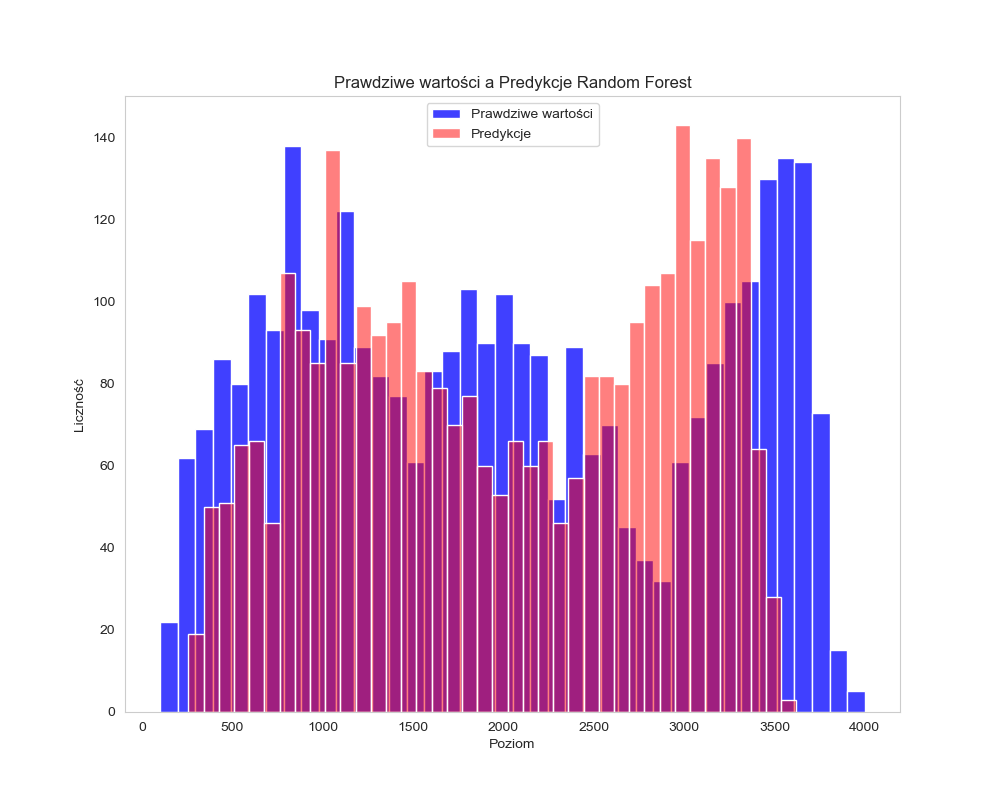 Prawdziwe wartości a Predykcje Random Forest
Prawdziwe wartości
Predykcje
140
120
100
80
60
40
20
0
Liczność
0 500 1000 1500 2000 2500 3000 3500 4000
Poziom